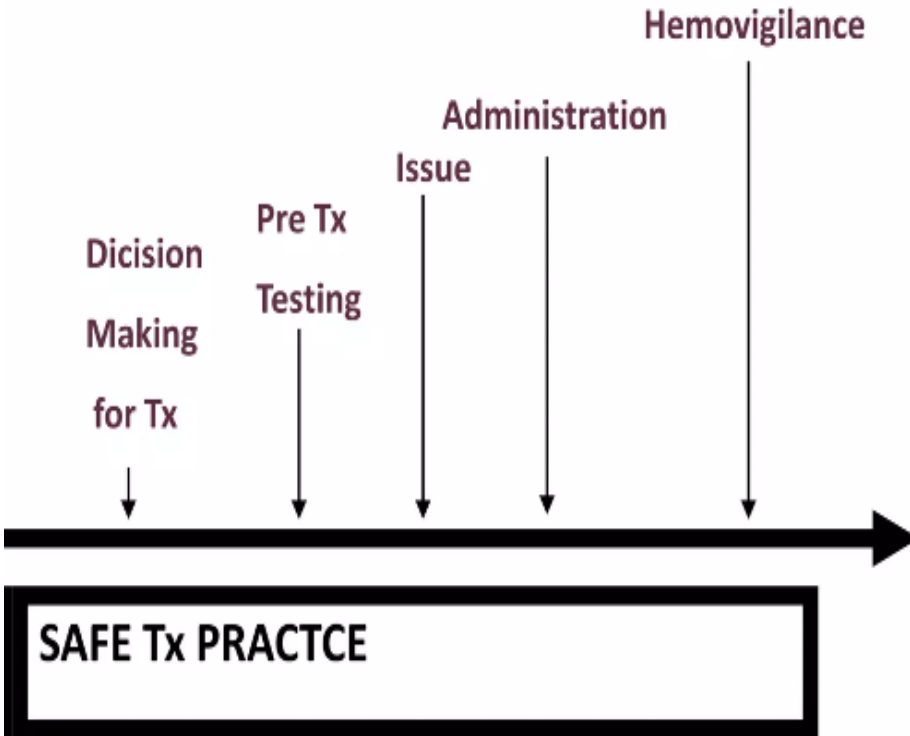 Hemovigilance
Administration
Issue
Pre Tx
Testing
Dicision
Making
for Tx
SAFE Tx PRACTCE